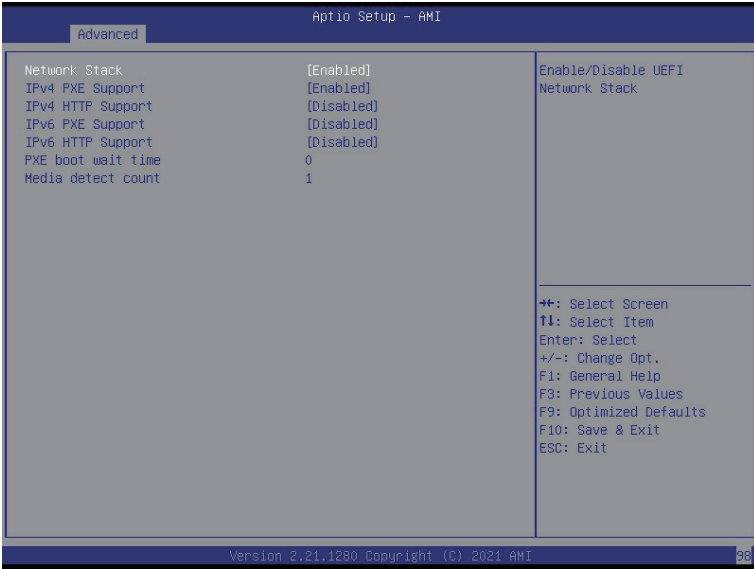 Aptio Setup – AMI
Advanced
Network Stack [Enabled]
IPv4 PXE Support [Enabled]
IPv4 HTTP Support [Disabled]
IPv6 PXE Support [Disabled]
IPv6 HTTP Support [Disabled]
PXE boot wait time 0
Media detect count 1
Enable/Disable UEFI
Network Stack
→←: Select Screen
↑↓: Select Item
Enter: Select
+/-: Change Opt.
F1: General Help
F3: Previous Values
F9: Optimized Defaults
F10: Save & Exit
ESC: Exit
Version 2.21.1280 Copyright (C) 2021 AMI
98